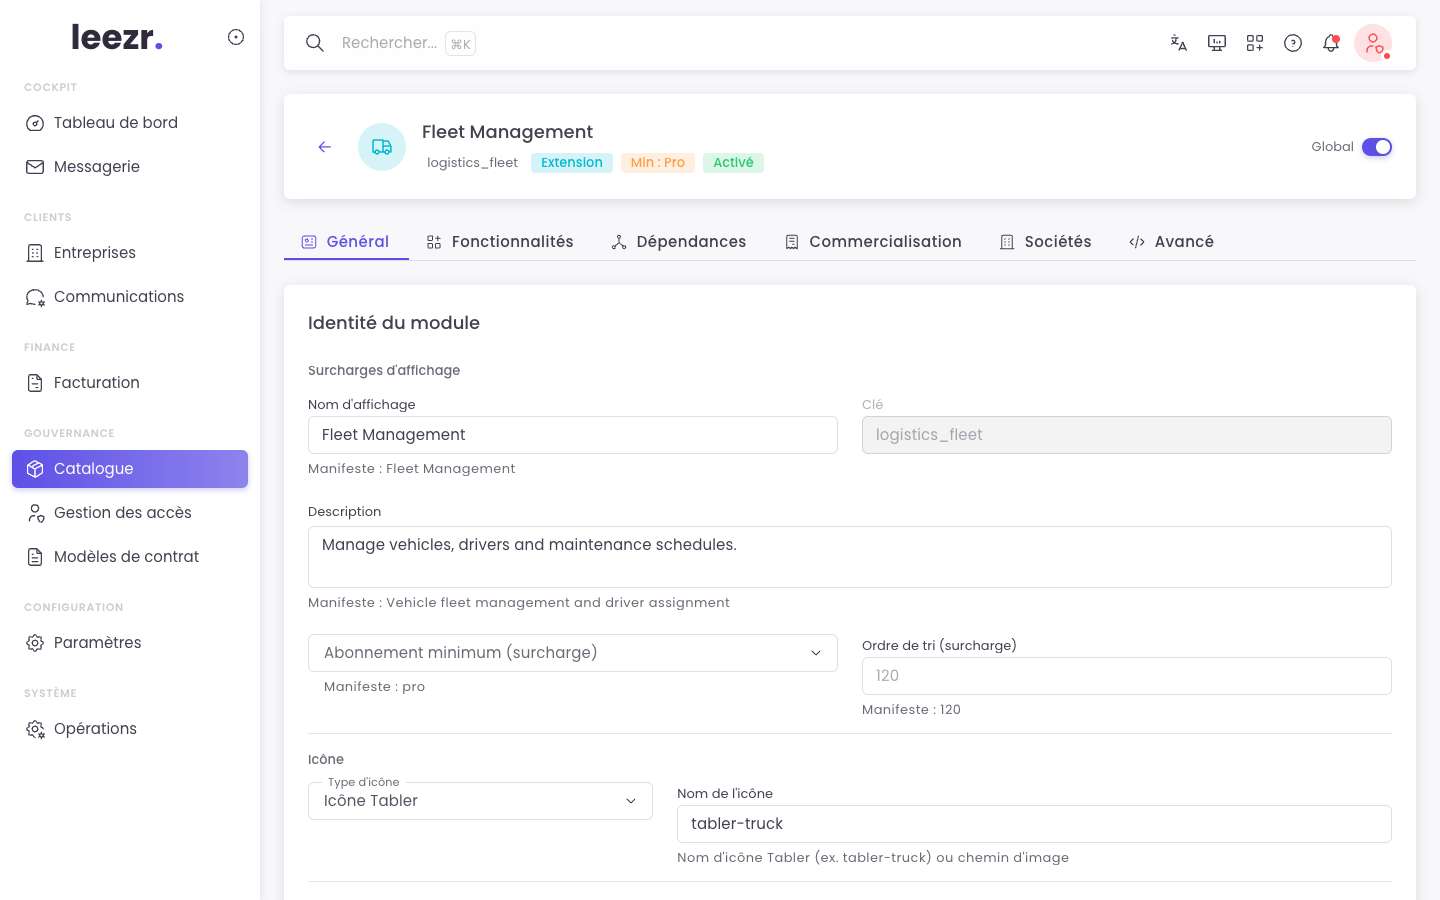 leezr.
COCKPIT
Tableau de bord
Messagerie
CLIENTS
Entreprises
Communications
FINANCE
Facturation
GOUVERNANCE
Catalogue
Gestion des accès
Modèles de contrat
CONFIGURATION
Paramètres
SYSTÈME
Opérations
Rechercher... ⌘K
Fleet Management
logistics_fleet Extension Min : Pro Activé
Global
Général Fonctionnalités Dépendances Commercialisation Sociétés Avancé
Identité du module
Surcharges d'affichage
Nom d'affichage
Fleet Management
Manifeste : Fleet Management
Clé
logistics_fleet
Description
Manage vehicles, drivers and maintenance schedules.
Manifeste : Vehicle fleet management and driver assignment
Abonnement minimum (surcharge)
Manifeste : pro
Ordre de tri (surcharge)
120
Manifeste : 120
Icône
Type d'icône
Icône Tabler
Nom de l'icône
tabler-truck
Nom d'icône Tabler (ex. tabler-truck) ou chemin d'image